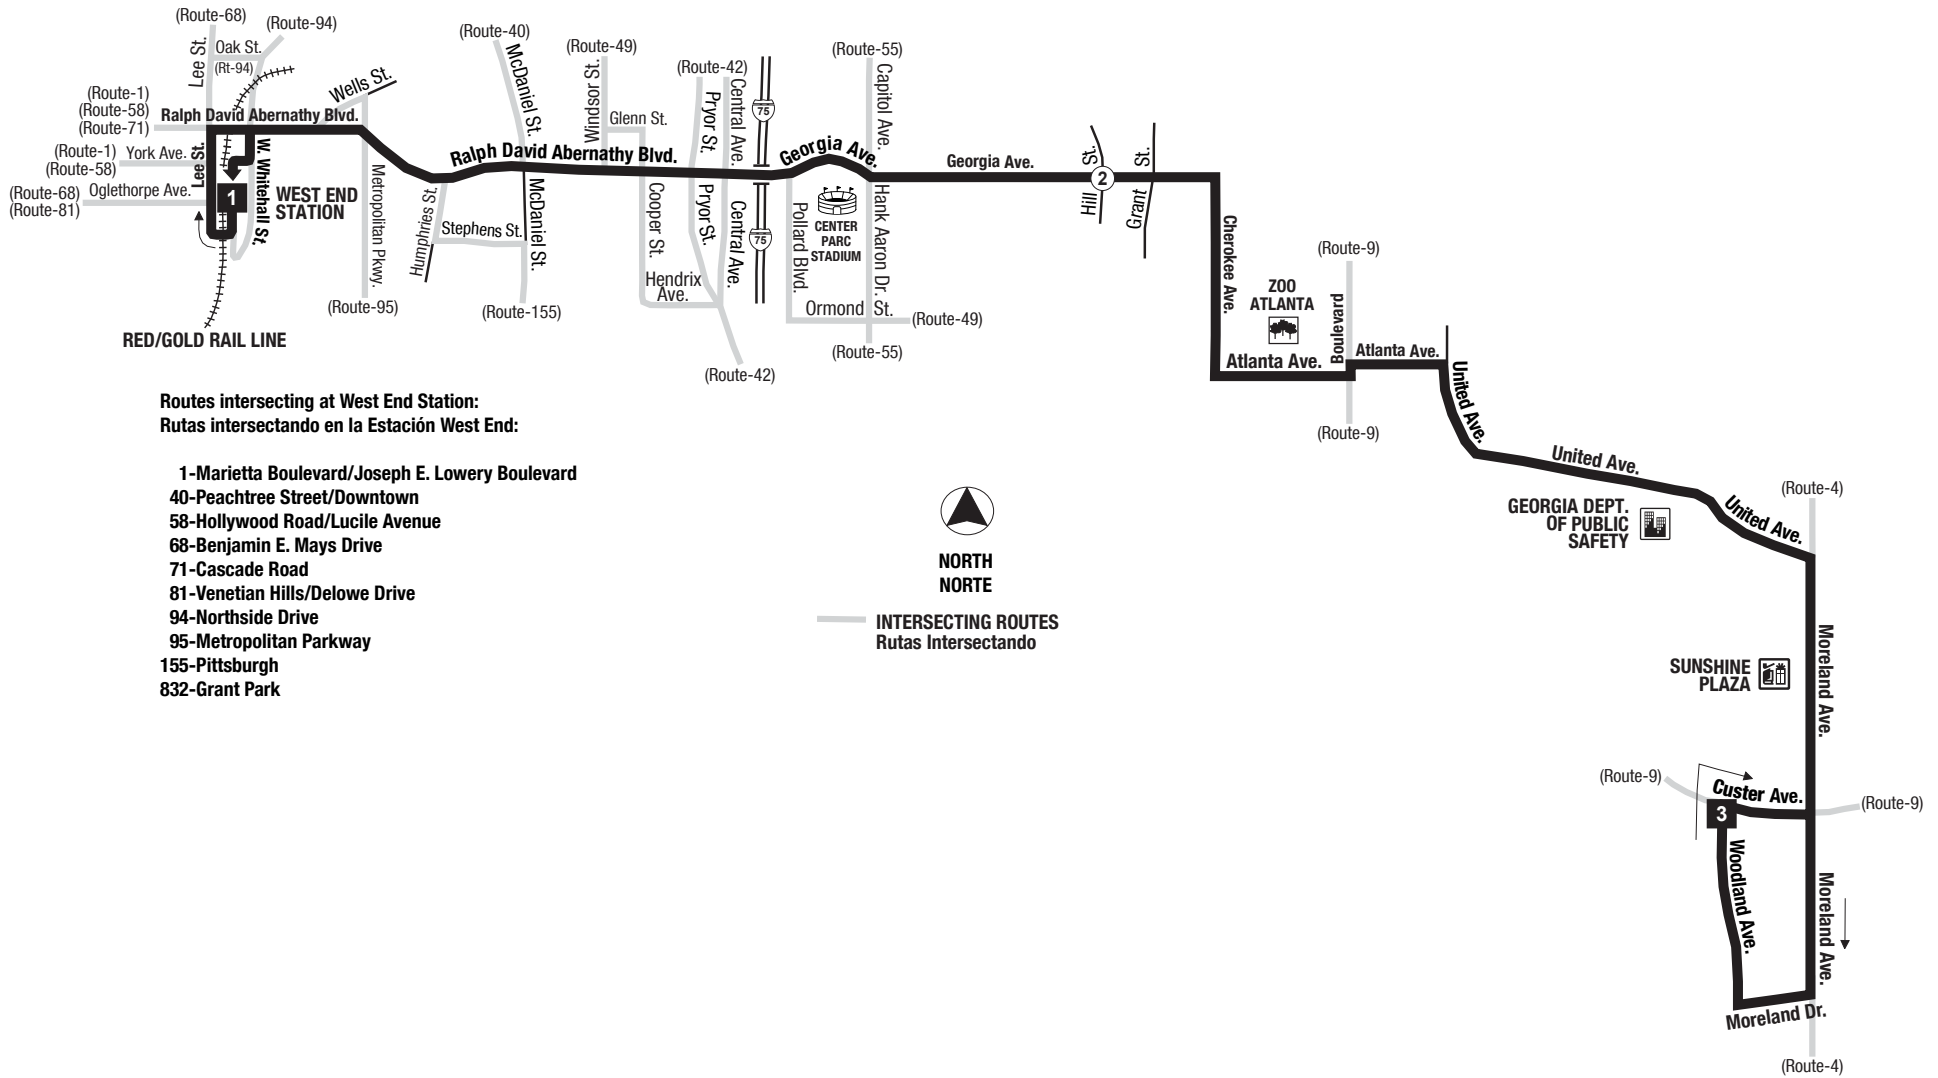 (Route-68)
(Route-94)
Lee St.
Oak St.
(Rt-94)
(Route-1)
(Route-58)
(Route-71)
Ralph David Abernathy Blvd.
Wells St.
(Route-1)
York Ave.
(Route-58)
Lee St.
W. Whitehall St.
(Route-68)
Oglethorpe Ave.
(Route-81)
1
WEST END
STATION
RED/GOLD RAIL LINE
Metropolitan Pkwy.
(Route-95)
(Route-40)
McDaniel St.
Ralph David Abernathy Blvd.
Humphries St.
Stephens St.
McDaniel St.
(Route-155)
(Route-49)
Windsor St.
Glenn St.
Cooper St.
Hendrix
Ave.
(Route-42)
Pryor St.
Central Ave.
Pryor St.
Central Ave.
(Route-42)
75
75
Georgia Ave.
(Route-55)
Capitol Ave.
CENTER
PARC
STADIUM
Pollard Blvd.
Hank Aaron Dr.
Ormond St.
(Route-49)
(Route-55)
Georgia Ave.
Hill St.
2
Grant St.
Cherokee Ave.
ZOO
ATLANTA
Atlanta Ave.
(Route-9)
Boulevard
Atlanta Ave.
(Route-9)
United Ave.
United Ave.
GEORGIA DEPT.
OF PUBLIC
SAFETY
United Ave.
(Route-4)
Moreland Ave.
SUNSHINE
PLAZA
(Route-9)
Custer Ave.
(Route-9)
3
Woodland Ave.
Moreland Ave.
Moreland Dr.
(Route-4)
Routes intersecting at West End Station:
Rutas intersectando en la Estación West End:
1-Marietta Boulevard/Joseph E. Lowery Boulevard
40-Peachtree Street/Downtown
58-Hollywood Road/Lucile Avenue
68-Benjamin E. Mays Drive
71-Cascade Road
81-Venetian Hills/Delowe Drive
94-Northside Drive
95-Metropolitan Parkway
155-Pittsburgh
832-Grant Park
NORTH
NORTE
INTERSECTING ROUTES
Rutas Intersectando